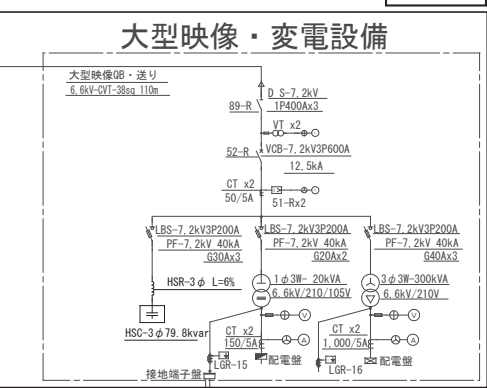 大型映像・変電設備
大型映像QB・送り
6.6kV-CVT-38sq 110m
D S-7.2kV
89-R
1P400Ax3
VT x2
52-R
VCB-7.2kV3P600A
12.5kA
CT x2
50/5A
51-Rx2
LBS-7.2kV3P200A
LBS-7.2kV3P200A
LBS-7.2kV3P200A
PF-7.2kV 40kA
PF-7.2kV 40kA
PF-7.2kV 40kA
G30Ax3
G20Ax2
G40Ax3
HSR-3φ L=6%
1φ3W- 20kVA
3φ3W-300kVA
6.6kV/210/105V
6.6kV/210V
HSC-3φ79.8kvar
V
V
CT x2
150/5A
A
CT x2
1,000/5A
A
LGR-15
配電盤
LGR-16
配電盤
接地端子盤